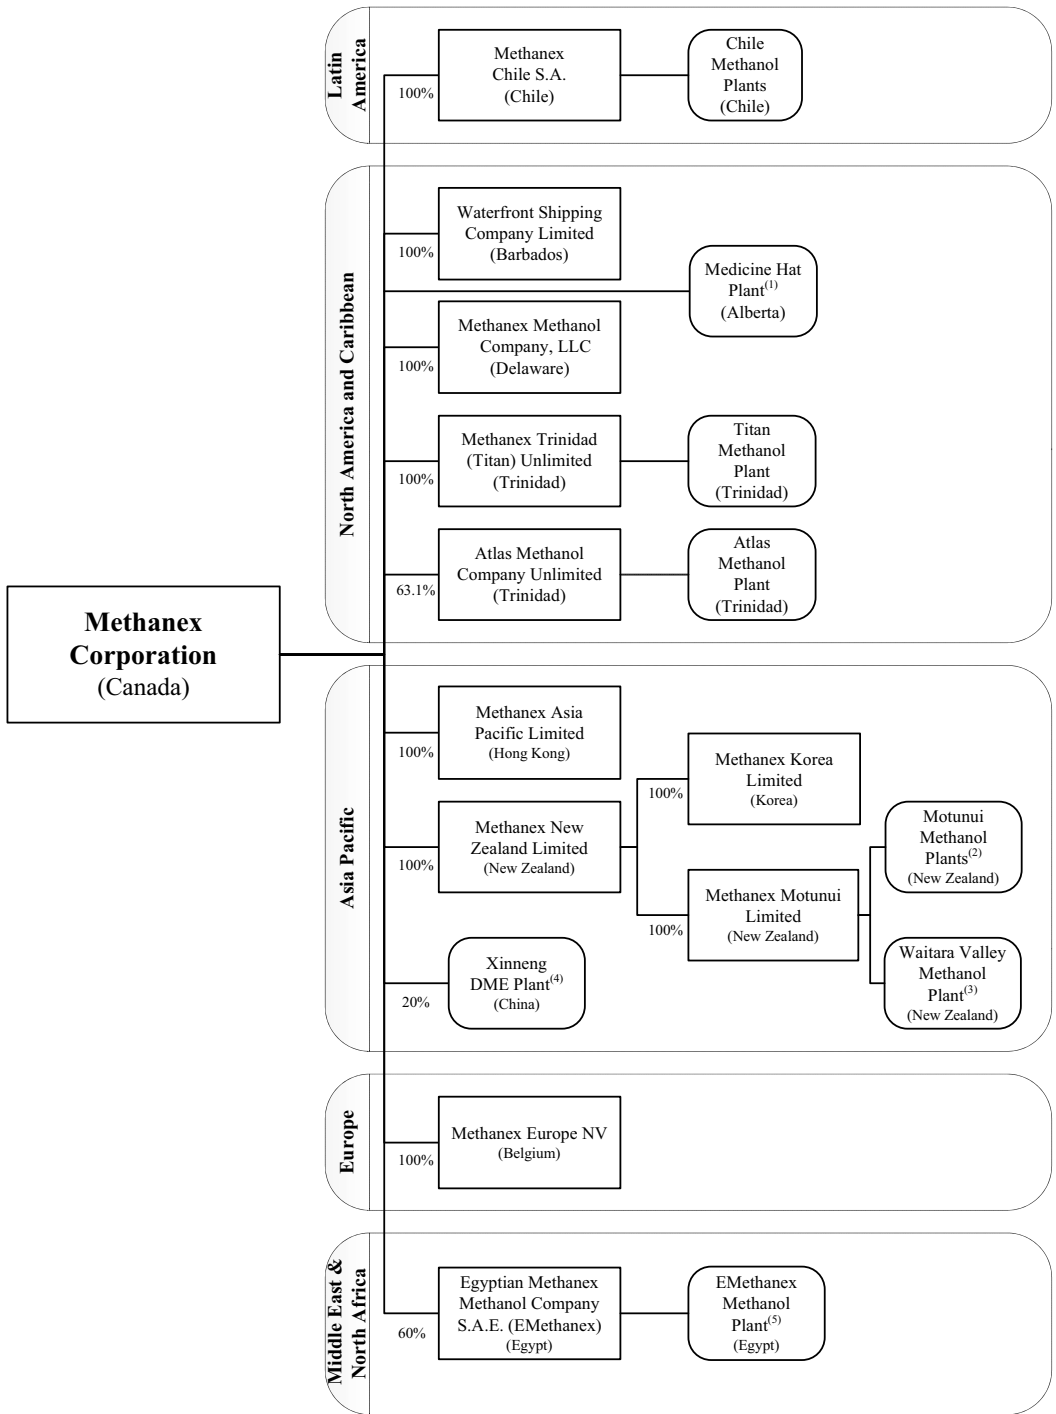 Latin
America
100%
Methanex
Chile S.A.
(Chile)
Chile
Methanol
Plants
(Chile)
North America and Caribbean
100%
Waterfront Shipping
Company Limited
(Barbados)
Medicine Hat
Plant(1)
(Alberta)
100%
Methanex Methanol
Company, LLC
(Delaware)
100%
Methanex Trinidad
(Titan) Unlimited
(Trinidad)
Titan
Methanol
Plant
(Trinidad)
63.1%
Atlas Methanol
Company Unlimited
(Trinidad)
Atlas
Methanol
Plant
(Trinidad)
Methanex
Corporation
(Canada)
Asia Pacific
100%
Methanex Asia
Pacific Limited
(Hong Kong)
100%
Methanex New
Zealand Limited
(New Zealand)
100%
Methanex Korea
Limited
(Korea)
100%
Methanex Motunui
Limited
(New Zealand)
Motunui
Methanol
Plants(2)
(New Zealand)
Waitara Valley
Methanol
Plant(3)
(New Zealand)
20%
Xinneng
DME Plant(4)
(China)
Europe
100%
Methanex Europe NV
(Belgium)
Middle East &
North Africa
60%
Egyptian Methanex
Methanol Company
S.A.E. (EMethanex)
(Egypt)
EMethanex
Methanol
Plant(5)
(Egypt)